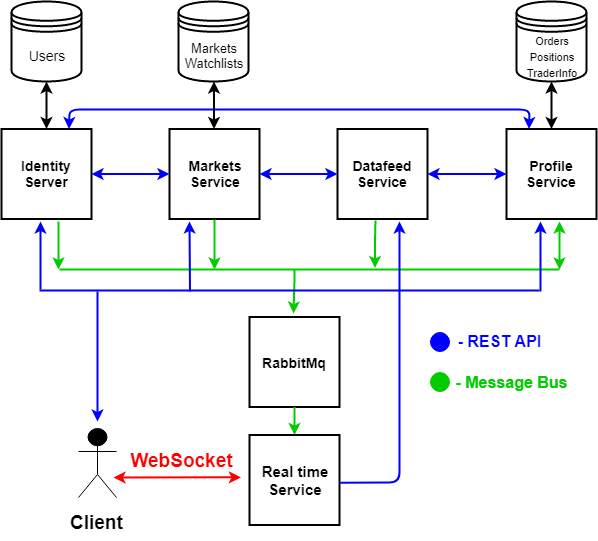 Users
Markets
Watchlists
Orders
Positions
TraderInfo
Identity
Server
Markets
Service
Datafeed
Service
Profile
Service
RabbitMq
- REST API
- Message Bus
WebSocket
Real time
Service
Client